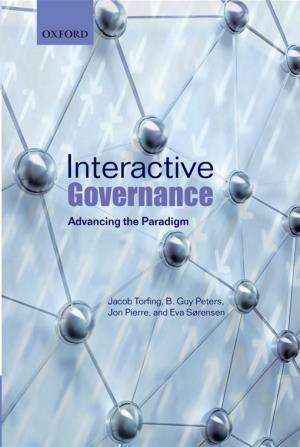 OXFORD
Interactive
Governance
Advancing the Paradigm
Jacob Torfing, B. Guy Peters,
Jon Pierre, and Eva Sørensen